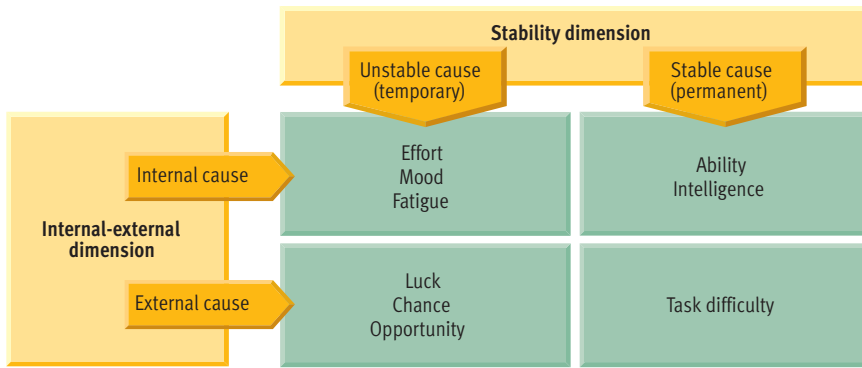 Stability dimension
Unstable cause
(temporary)
Stable cause
(permanent)
Internal-external
dimension
Internal cause
Effort
Mood
Fatigue
Ability
Intelligence
External cause
Luck
Chance
Opportunity
Task difficulty